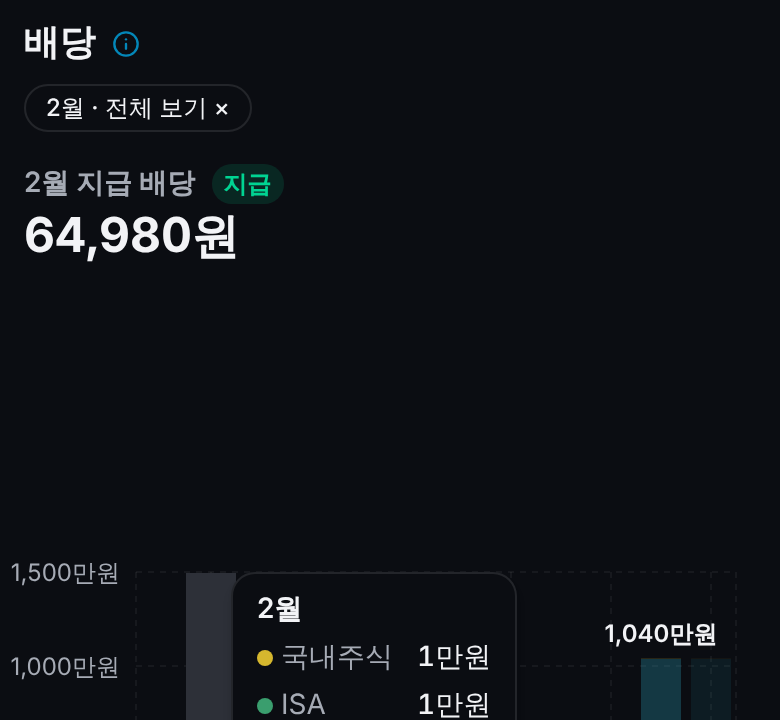 배당
2월 · 전체 보기 ×
2월 지급 배당 지급
64,980원
1,500만원
2월
1,040만원
국내주식 1만원
1,000만원
ISA 1만원